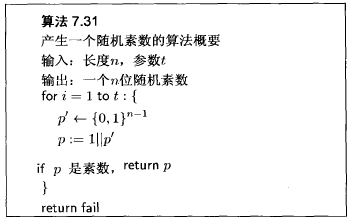 算法 7.31
产生一个随机素数的算法概要
输入：长度n，参数t
输出：一个n位随机素数
for i = 1 to t : {
p′ ← {0, 1}ⁿ⁻¹
p := 1||p′
if p 是素数，return p
}
return fail